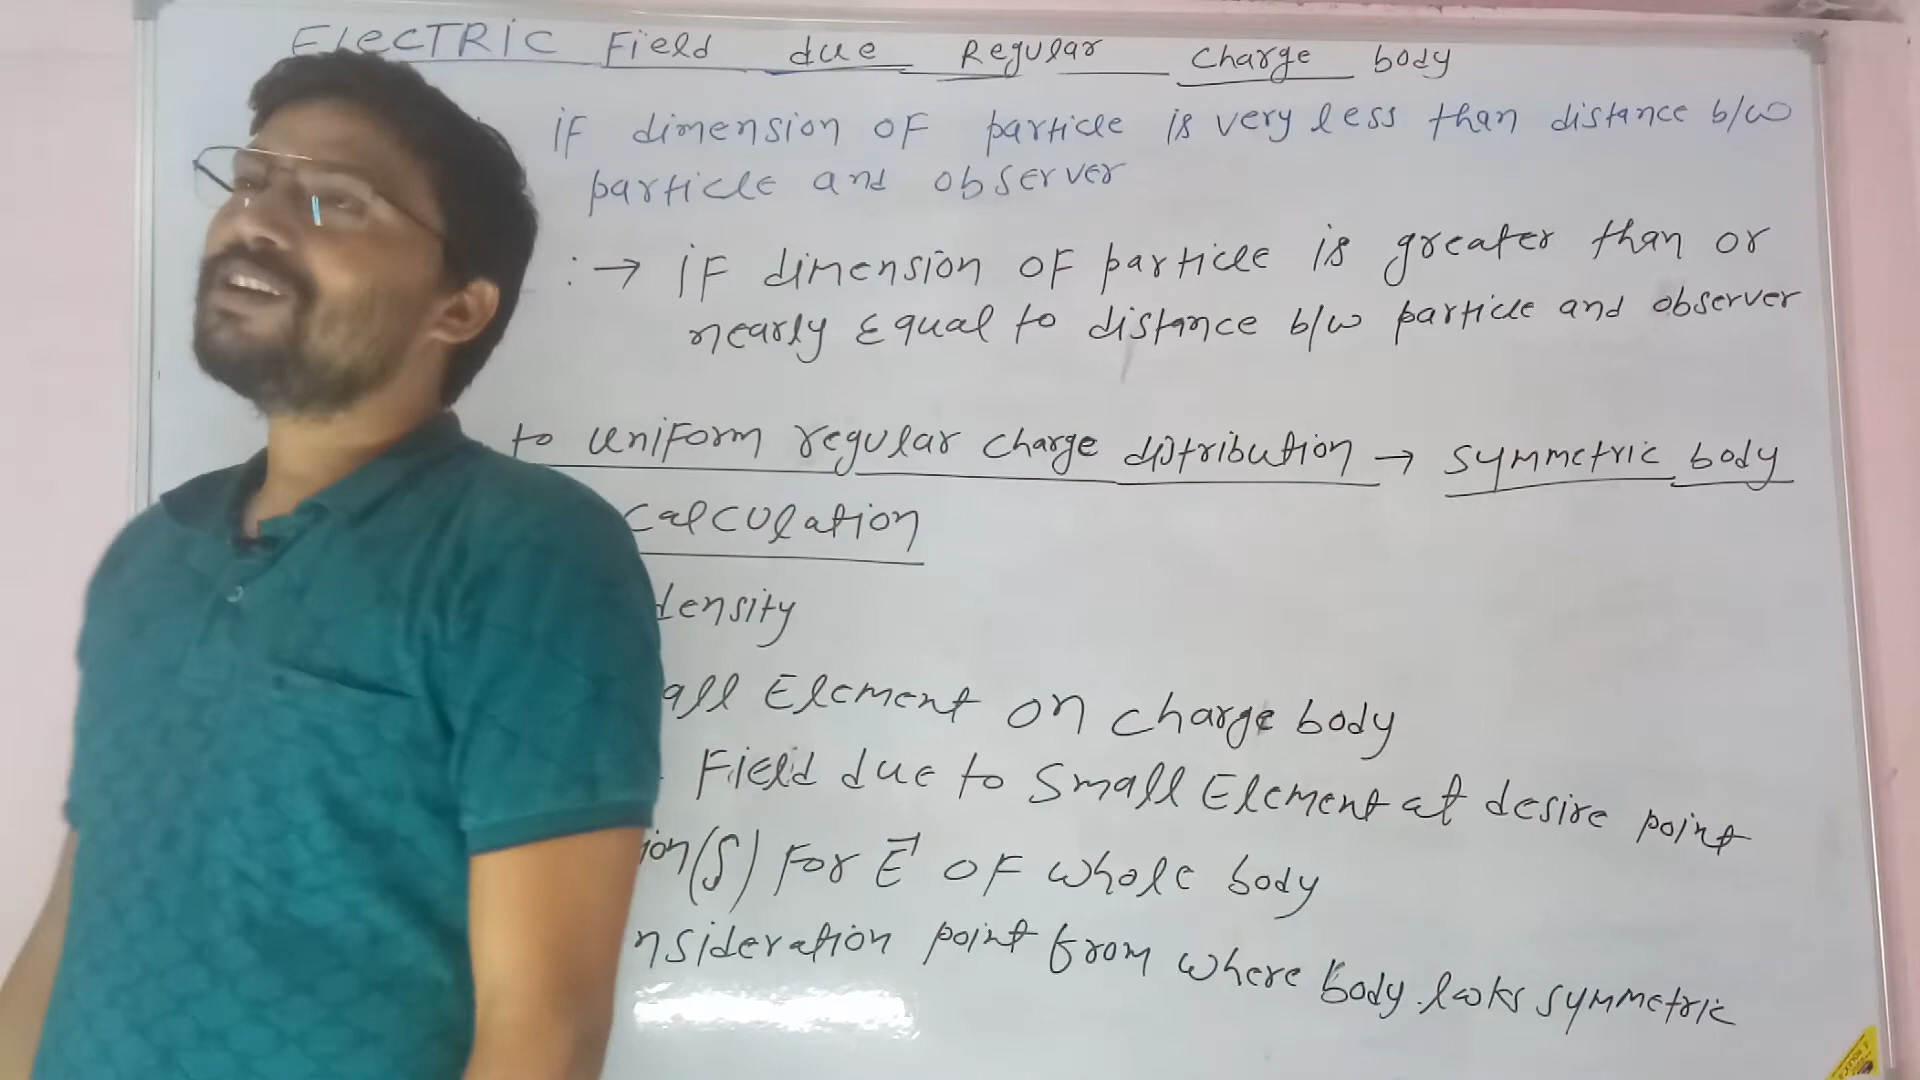 ELECTRIC Field due Regular Charge body
if dimension of particle is very less than distance b/w
particle and observer
:→ if dimension of particle is greater than or
nearly Equal to distance b/w particle and observer
to uniform regular charge ditribution → symmetric body
calculation
density
all Element on charge body
Field due to Small Element at desire point
ion (∫) For E⃗ of whole body
nsideration point from where body looks symmetric